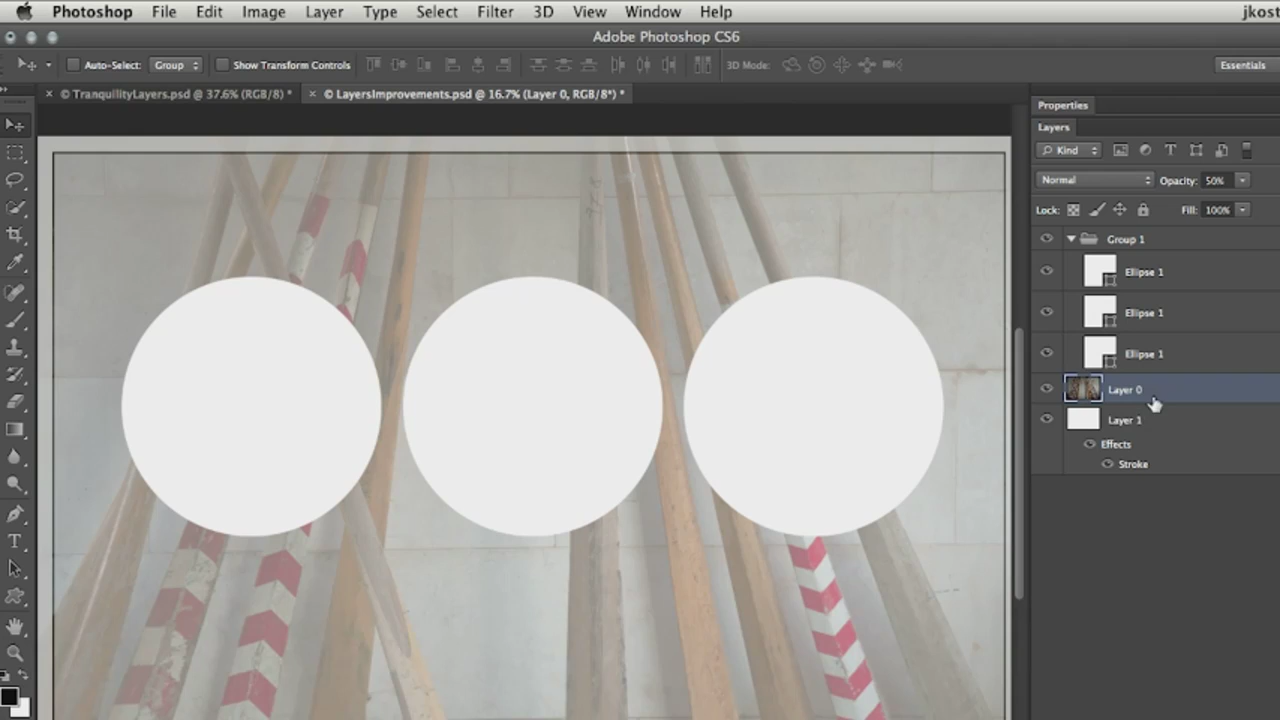 Photoshop File Edit Image Layer Type Select Filter 3D View Window Help jkost
Adobe Photoshop CS6
Auto-Select: Group Show Transform Controls 3D Mode: Essentials
× © TranquilityLayers.psd @ 37.6% (RGB/8) * × © LayersImprovements.psd @ 16.7% (Layer 0, RGB/8*) *
Properties
Layers
Kind
Normal Opacity: 50%
Lock: Fill: 100%
Group 1
Ellipse 1
Ellipse 1
Ellipse 1
Layer 0
Layer 1
Effects
Stroke